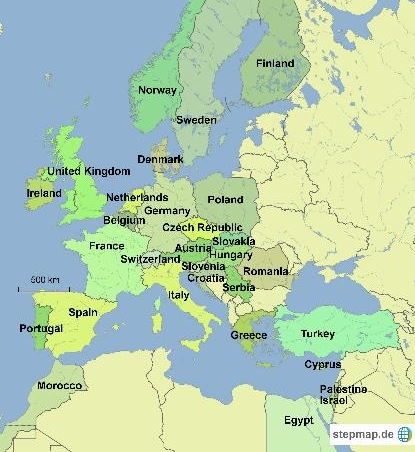 Finland
Norway
Sweden
Denmark
United Kingdom
Ireland
Netherlands
Poland
Germany
Belgium
Czech Republic
France
Slovakia
Austria
Hungary
Switzerland
Slovenia
Romania
Croatia
500 km
Serbia
Italy
Spain
Portugal
Turkey
Greece
Cyprus
Morocco
Palestine
Israel
Egypt
stepmap.de